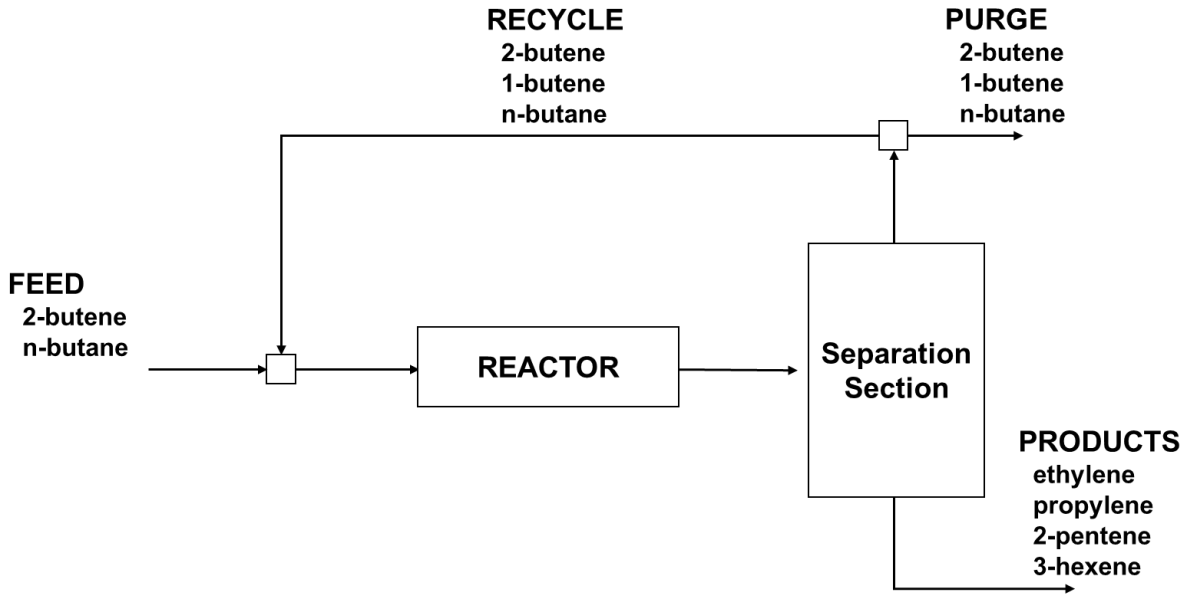 RECYCLE
2-butene
1-butene
n-butane
PURGE
2-butene
1-butene
n-butane
FEED
2-butene
n-butane
REACTOR
Separation
Section
PRODUCTS
ethylene
propylene
2-pentene
3-hexene